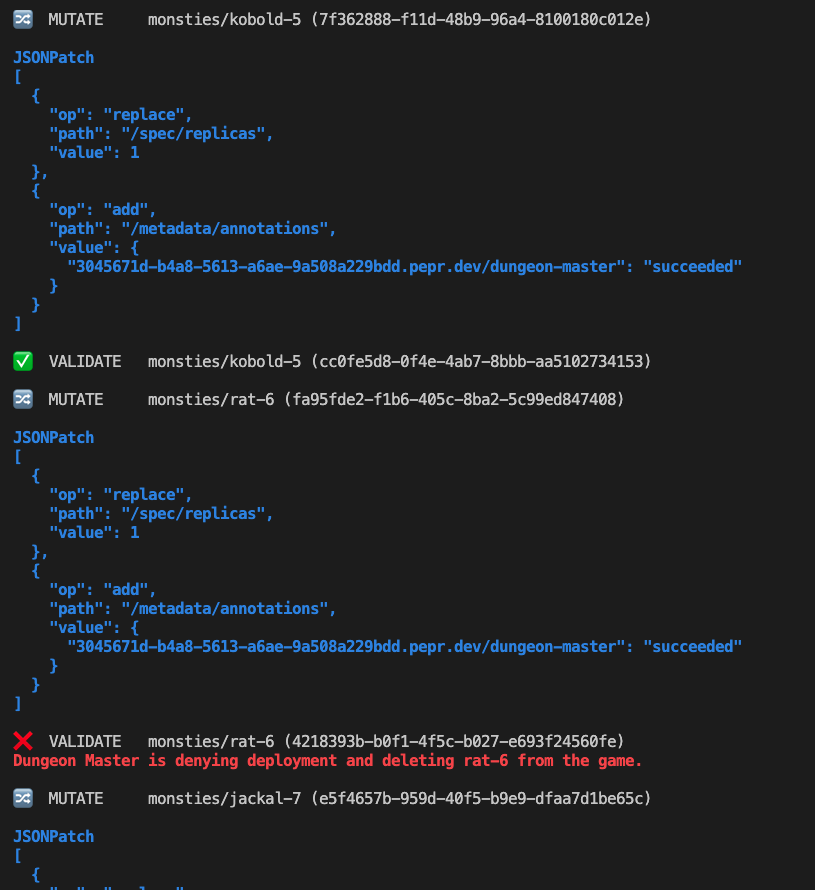 MUTATE monsties/kobold-5 (7f362888-f11d-48b9-96a4-8100180c012e)
JSONPatch
[
{
"op": "replace",
"path": "/spec/replicas",
"value": 1
},
{
"op": "add",
"path": "/metadata/annotations",
"value": {
"3045671d-b4a8-5613-a6ae-9a508a229bdd.pepr.dev/dungeon-master": "succeeded"
}
}
]
VALIDATE monsties/kobold-5 (cc0fe5d8-0f4e-4ab7-8bbb-aa5102734153)
MUTATE monsties/rat-6 (fa95fde2-f1b6-405c-8ba2-5c99ed847408)
JSONPatch
[
{
"op": "replace",
"path": "/spec/replicas",
"value": 1
},
{
"op": "add",
"path": "/metadata/annotations",
"value": {
"3045671d-b4a8-5613-a6ae-9a508a229bdd.pepr.dev/dungeon-master": "succeeded"
}
}
]
VALIDATE monsties/rat-6 (4218393b-b0f1-4f5c-b027-e693f24560fe)
Dungeon Master is denying deployment and deleting rat-6 from the game.
MUTATE monsties/jackal-7 (e5f4657b-959d-40f5-b9e9-dfaa7d1be65c)
JSONPatch
[
{